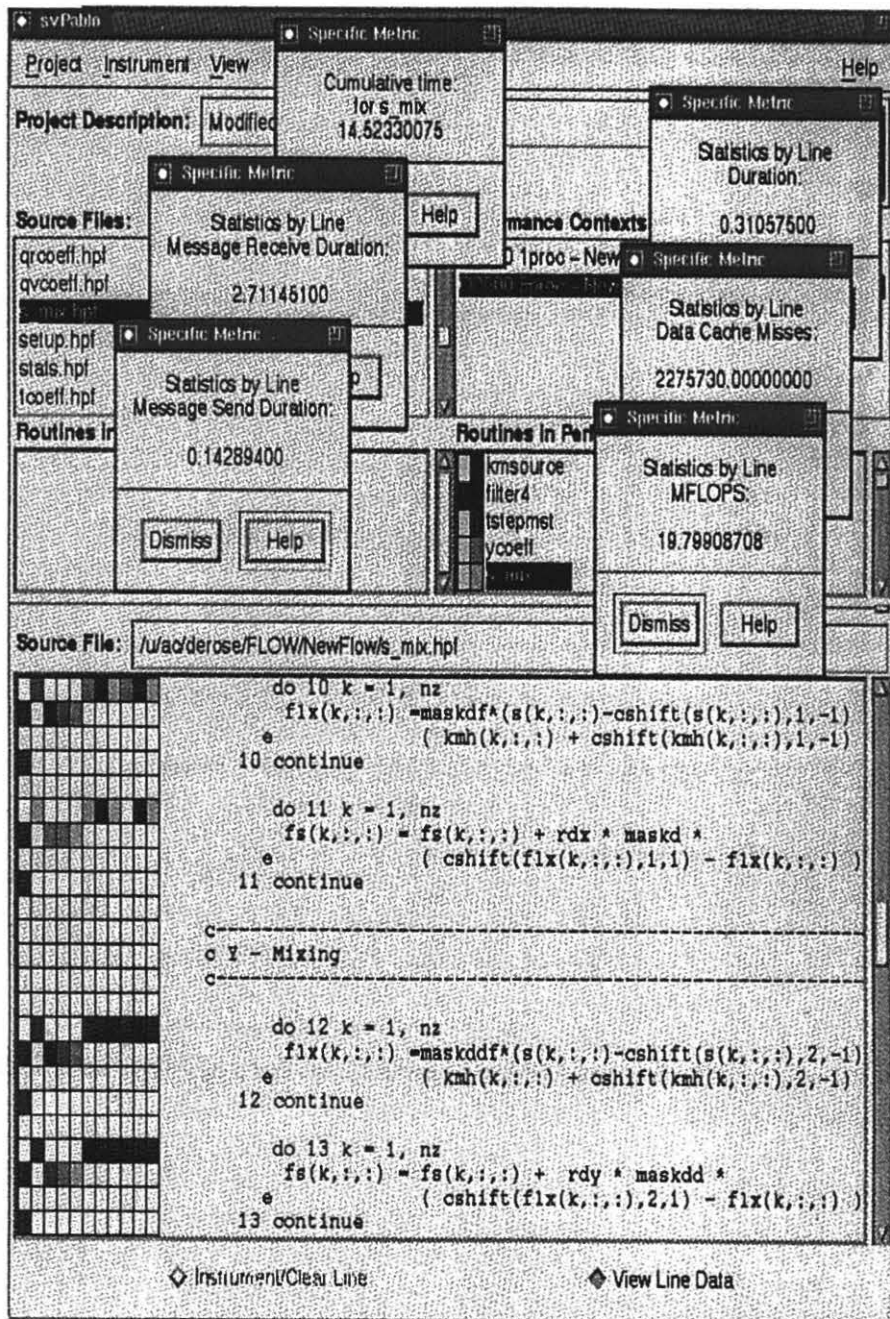 svPablo
Project Instrument View Help
Project Description: Modified
Specific Metric
Cumulative time:
for s_mix
14.52330075
Help
Specific Metric
Statistics by Line
Duration:
0.31057500
Specific Metric
Statistics by Line
Message Receive Duration:
2.71145100
Source Files:
qrcoeff.hpf
qvcoeff.hpf
s_mix.hpf
setup.hpf
stats.hpf
tcoeff.hpf
rmance Contexts
1proc - New
Specific Metric
Statistics by Line
Data Cache Misses:
2275730.00000000
Specific Metric
Statistics by Line
Message Send Duration:
0.14289400
Dismiss Help
p
Routines in
Routines in Perf
kmsource
filter4
tstepmst
ycoeff
s_mix
Specific Metric
Statistics by Line
MFLOPS:
19.79908708
Dismiss Help
Source File: /u/ac/derose/FLOW/NewFlow/s_mix.hpf
do 10 k = 1, nz
flx(k,:,:) =maskdf*(s(k,:,:)-cshift(s(k,:,:),1,-1)
e ( kmh(k,:,:) + cshift(kmh(k,:,:),1,-1)
10 continue
do 11 k = 1, nz
fs(k,:,:) = fs(k,:,:) + rdx * maskd *
e ( cshift(flx(k,:,:),1,1) - flx(k,:,:) )
11 continue
c-----------------------------------------------------------
c Y - Mixing
c-----------------------------------------------------------
do 12 k = 1, nz
flx(k,:,:) =maskddf*(s(k,:,:)-cshift(s(k,:,:),2,-1)
e ( kmh(k,:,:) + cshift(kmh(k,:,:),2,-1)
12 continue
do 13 k = 1, nz
fs(k,:,:) = fs(k,:,:) + rdy * maskdd *
e ( cshift(flx(k,:,:),2,1) - flx(k,:,:) )
13 continue
Instrument/Clear Line View Line Data